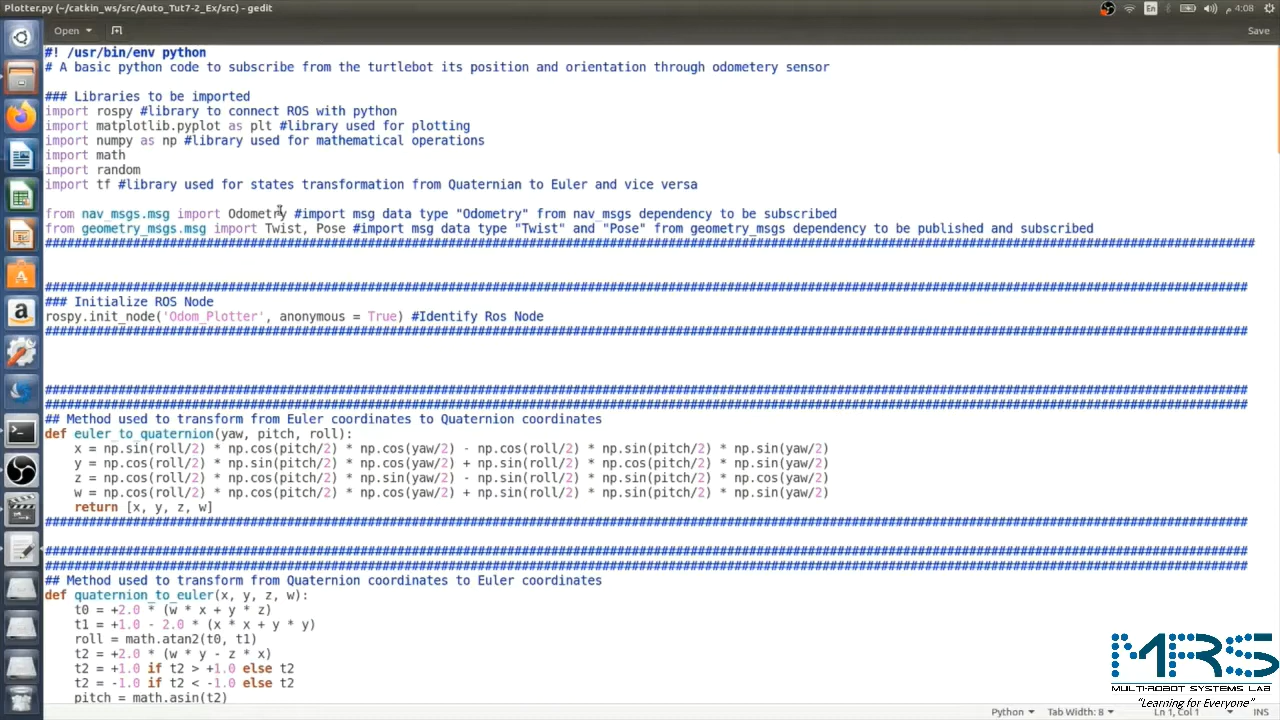 Plotter.py (~/catkin_ws/src/Auto_Tut7-2_Ex/src) - gedit
En
4:08 م
Open
Save
#! /usr/bin/env python
# A basic python code to subscribe from the turtlebot its position and orientation through odometery sensor
### Libraries to be imported
import rospy #library to connect ROS with python
import matplotlib.pyplot as plt #library used for plotting
import numpy as np #library used for mathematical operations
import math
import random
import tf #library used for states transformation from Quaternian to Euler and vice versa
from nav_msgs.msg import Odometry #import msg data type "Odometry" from nav_msgs dependency to be subscribed
from geometry_msgs.msg import Twist, Pose #import msg data type "Twist" and "Pose" from geometry_msgs dependency to be published and subscribed
### Initialize ROS Node
rospy.init_node('Odom_Plotter', anonymous = True) #Identify Ros Node
## Method used to transform from Euler coordinates to Quaternion coordinates
def euler_to_quaternion(yaw, pitch, roll):
x = np.sin(roll/2) * np.cos(pitch/2) * np.cos(yaw/2) - np.cos(roll/2) * np.sin(pitch/2) * np.sin(yaw/2)
y = np.cos(roll/2) * np.sin(pitch/2) * np.cos(yaw/2) + np.sin(roll/2) * np.cos(pitch/2) * np.sin(yaw/2)
z = np.cos(roll/2) * np.cos(pitch/2) * np.sin(yaw/2) - np.sin(roll/2) * np.sin(pitch/2) * np.cos(yaw/2)
w = np.cos(roll/2) * np.cos(pitch/2) * np.cos(yaw/2) + np.sin(roll/2) * np.sin(pitch/2) * np.sin(yaw/2)
return [x, y, z, w]
## Method used to transform from Quaternion coordinates to Euler coordinates
def quaternion_to_euler(x, y, z, w):
t0 = +2.0 * (w * x + y * z)
t1 = +1.0 - 2.0 * (x * x + y * y)
roll = math.atan2(t0, t1)
t2 = +2.0 * (w * y - z * x)
t2 = +1.0 if t2 > +1.0 else t2
t2 = -1.0 if t2 < -1.0 else t2
pitch = math.asin(t2)
MRS
MULTI-ROBOT SYSTEMS LAB
"Learning for Everyone"
Python
Tab Width: 8
Ln 1, Col 1
INS